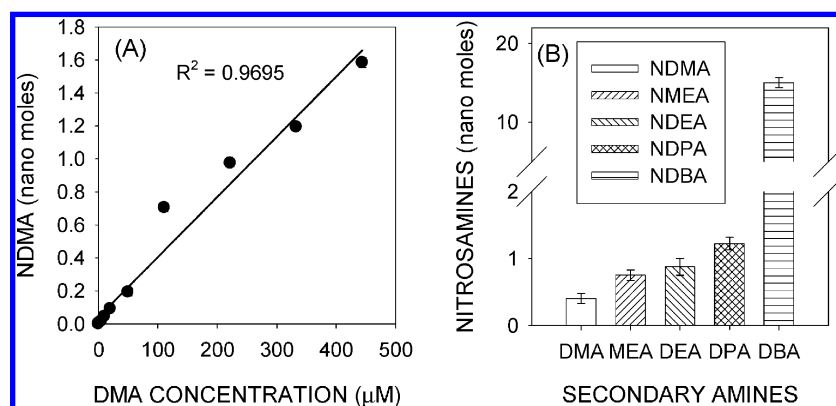 (A)
R² = 0.9695
NDMA (nano moles)
1.8
1.6
1.4
1.2
1.0
0.8
0.6
0.4
0.2
0.0
0
100
200
300
400
500
DMA CONCENTRATION (µM)
(B)
NDMA
NMEA
NDEA
NDPA
NDBA
NITROSAMINES (nano moles)
20
10
2
1
0
DMA MEA DEA DPA DBA
SECONDARY AMINES